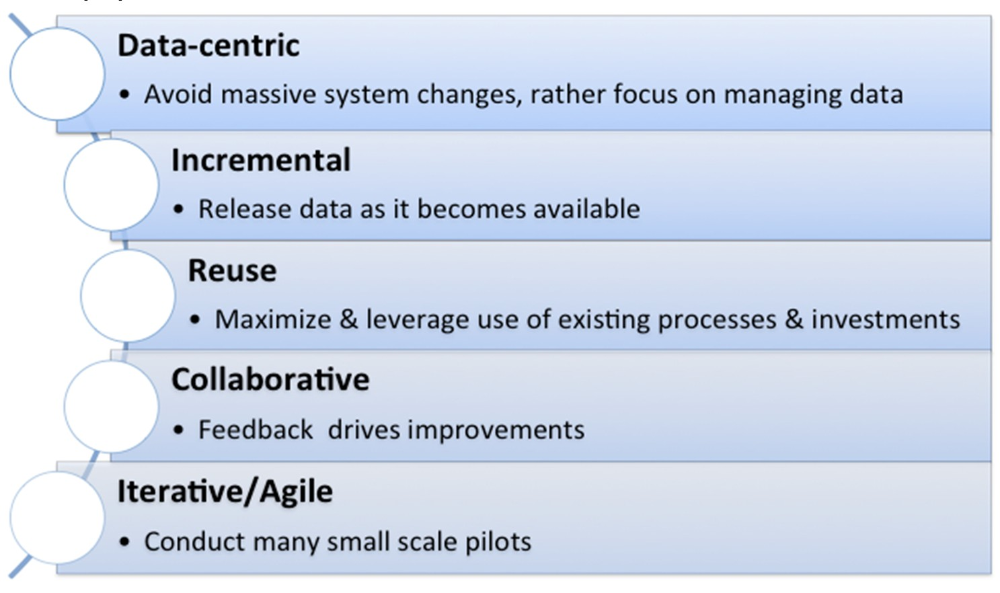 Data-centric
• Avoid massive system changes, rather focus on managing data
Incremental
• Release data as it becomes available
Reuse
• Maximize & leverage use of existing processes & investments
Collaborative
• Feedback  drives improvements
Iterative/Agile
• Conduct many small scale pilots